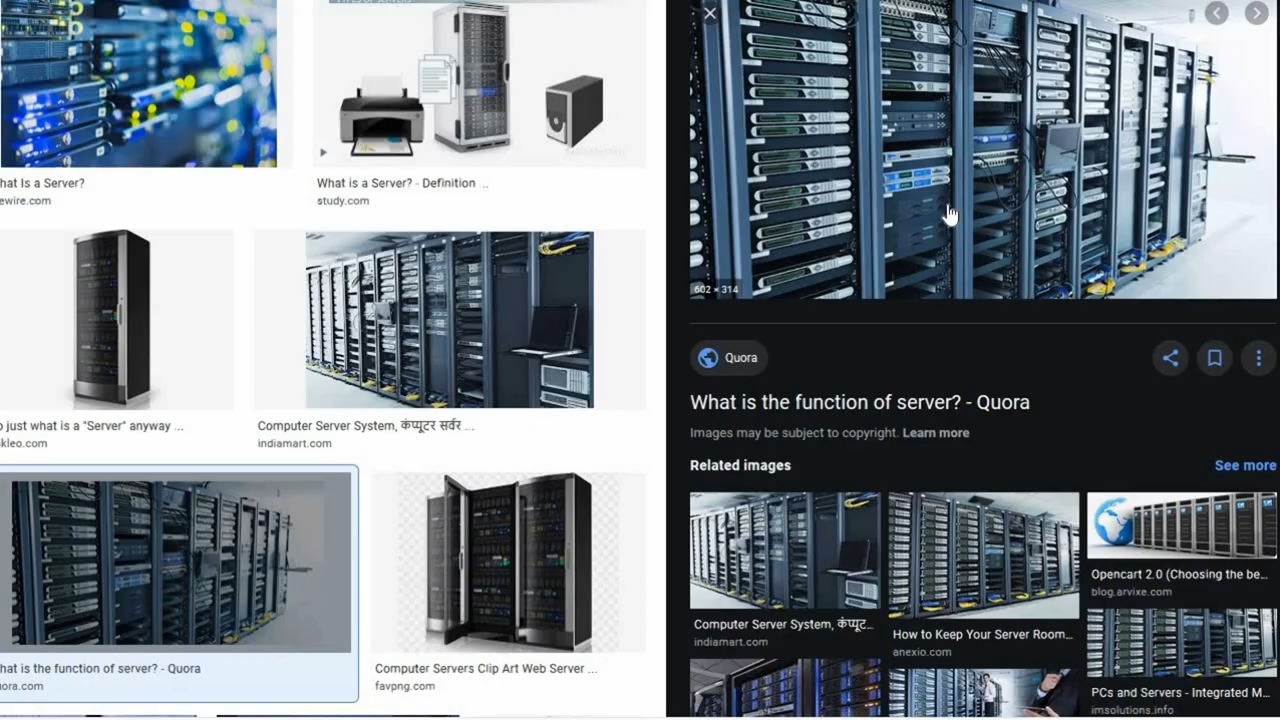 hat Is a Server?
ewire.com
What is a Server? - Definition ...
study.com
just what is a "Server" anyway ...
kleo.com
Computer Server System, कंप्यूटर सर्वर ...
indiamart.com
hat is the function of server? - Quora
ora.com
Computer Servers Clip Art Web Server ...
favpng.com
602 × 314
Quora
What is the function of server? - Quora
Images may be subject to copyright. Learn more
Related images
See more
Computer Server System, कंप्यूट...
indiamart.com
How to Keep Your Server Room...
anexio.com
Opencart 2.0 (Choosing the be...
blog.arvixe.com
PCs and Servers - Integrated M...
imsolutions.info